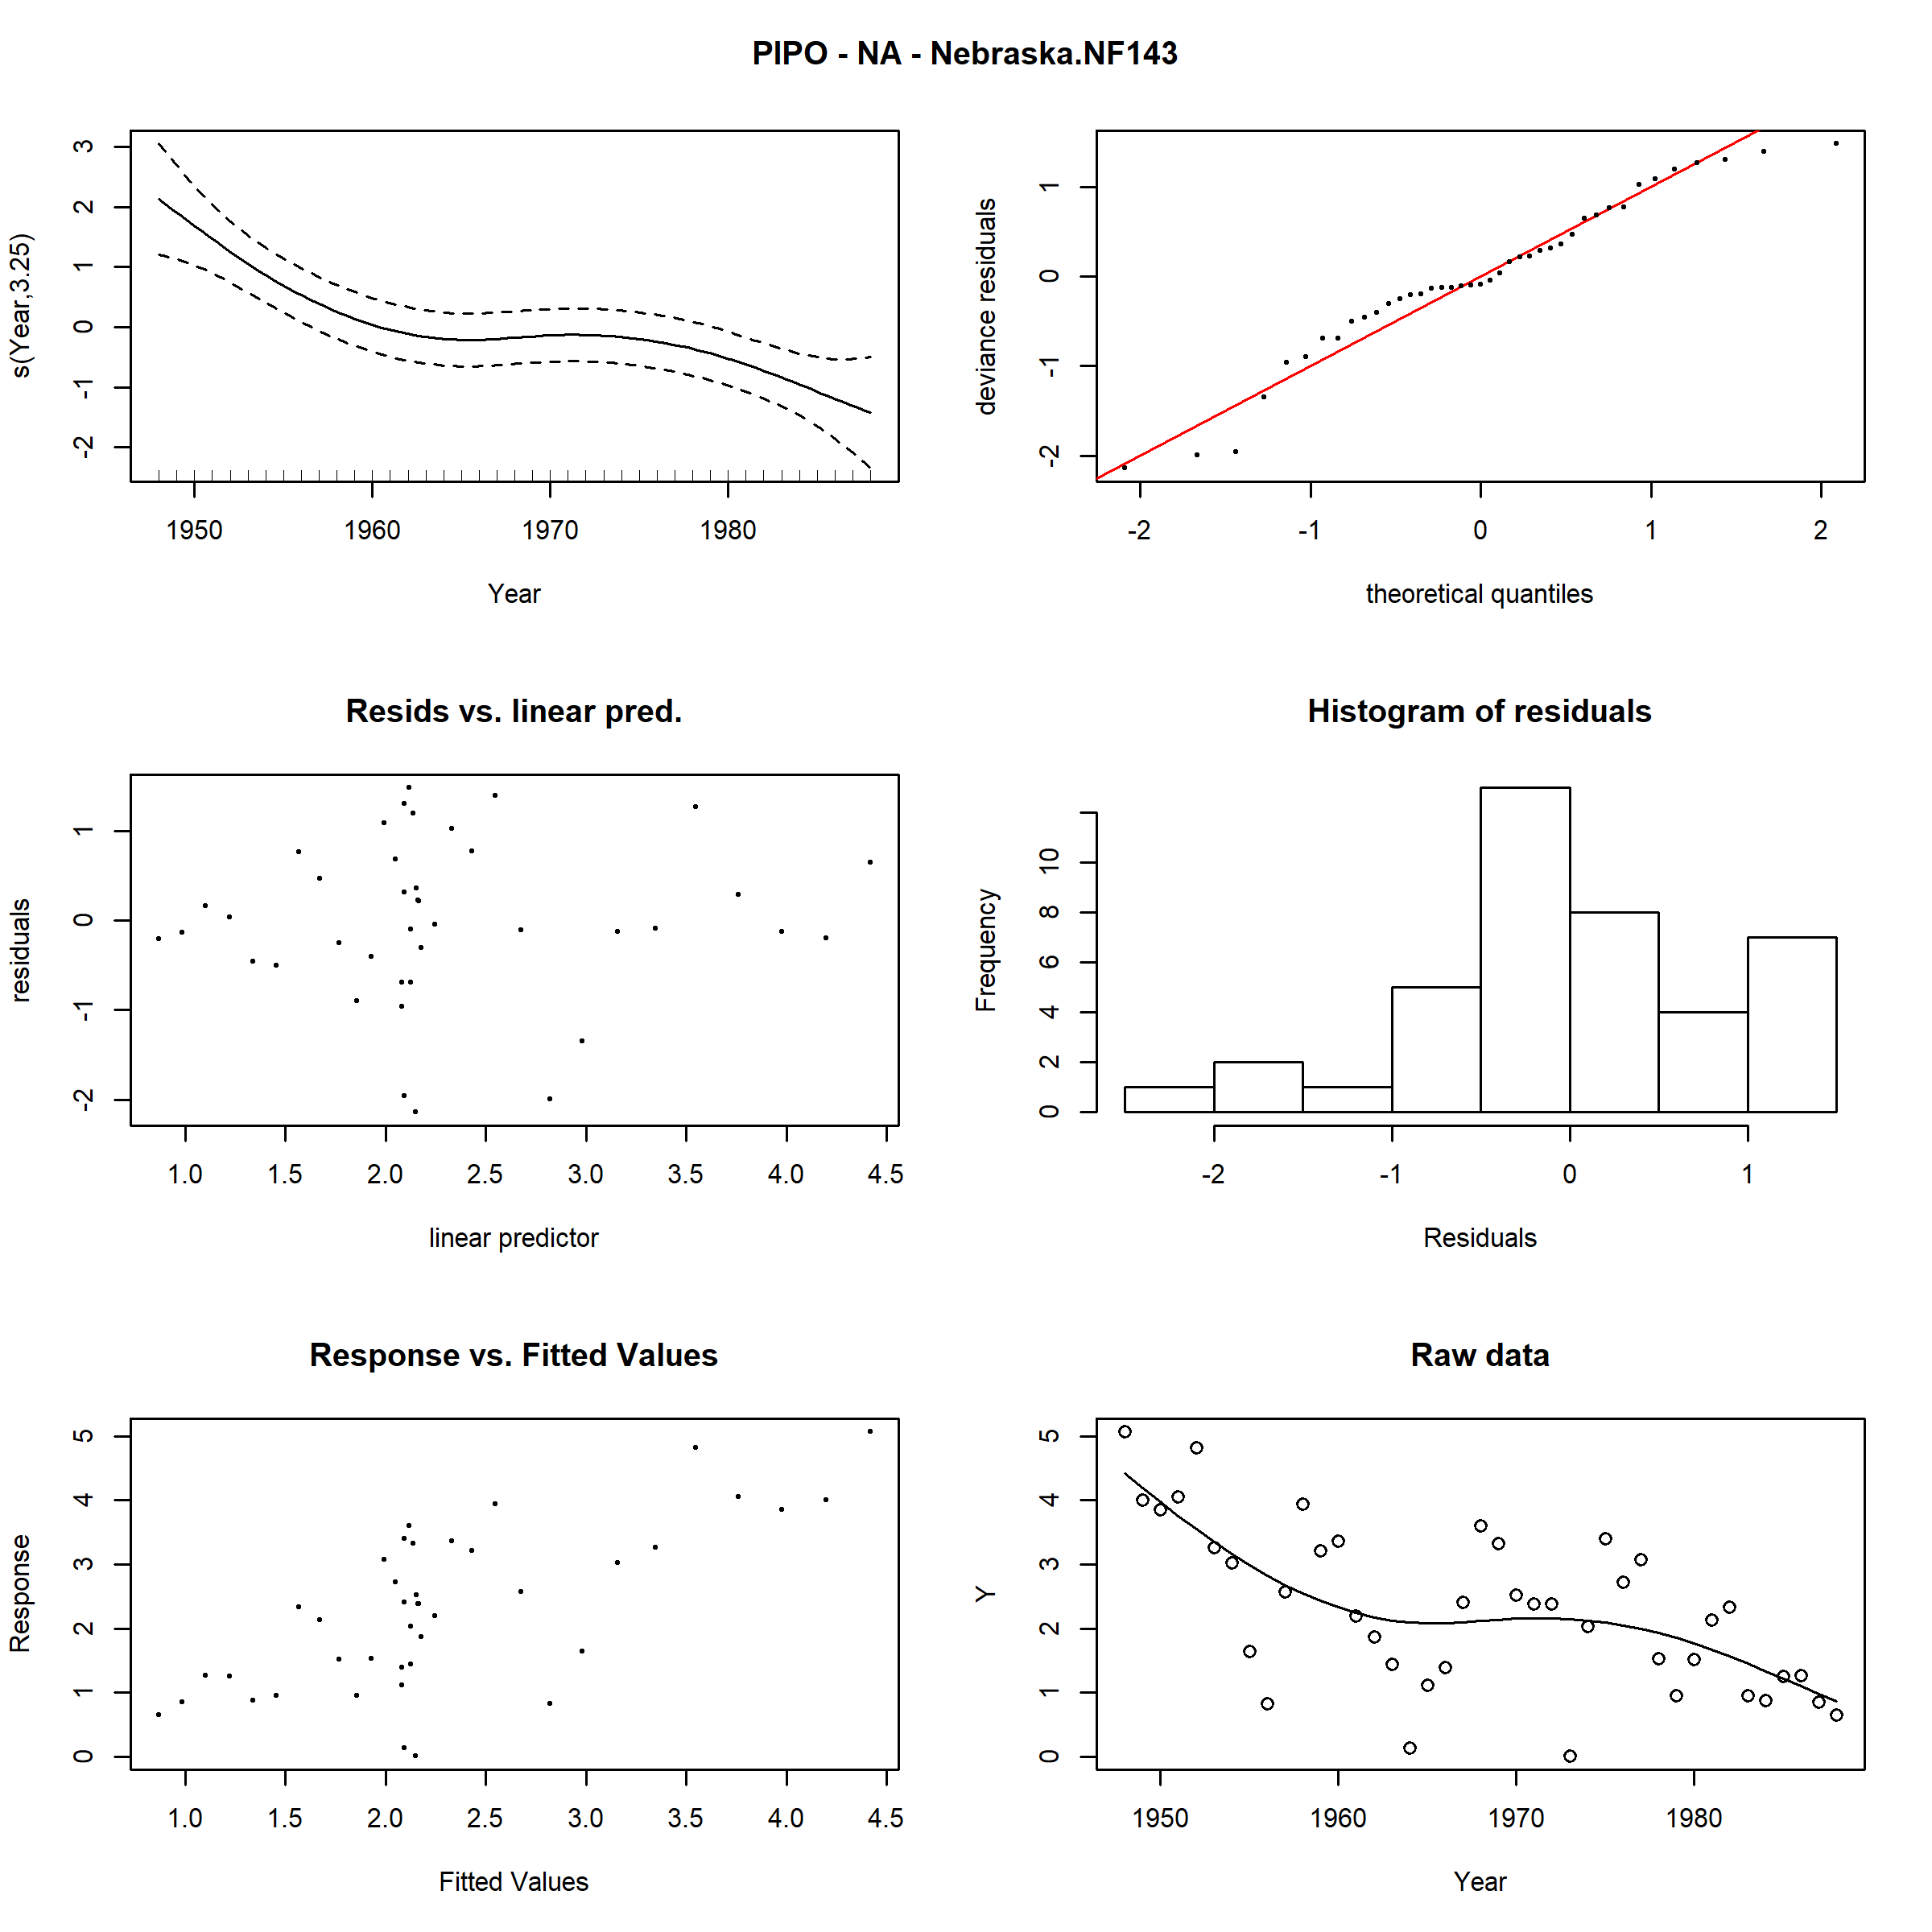 PIPO - NA - Nebraska.NF143
s(Year,3.25)
3
2
1
0
-1
-2
1950 1960 1970 1980
Year
deviance residuals
1
0
-1
-2
-2 -1 0 1 2
theoretical quantiles
Resids vs. linear pred.
residuals
1
0
-1
-2
1.0 1.5 2.0 2.5 3.0 3.5 4.0 4.5
linear predictor
Histogram of residuals
Frequency
10
8
6
4
2
0
-2 -1 0 1
Residuals
Response vs. Fitted Values
Response
5
4
3
2
1
0
1.0 1.5 2.0 2.5 3.0 3.5 4.0 4.5
Fitted Values
Raw data
Y
5
4
3
2
1
0
1950 1960 1970 1980
Year